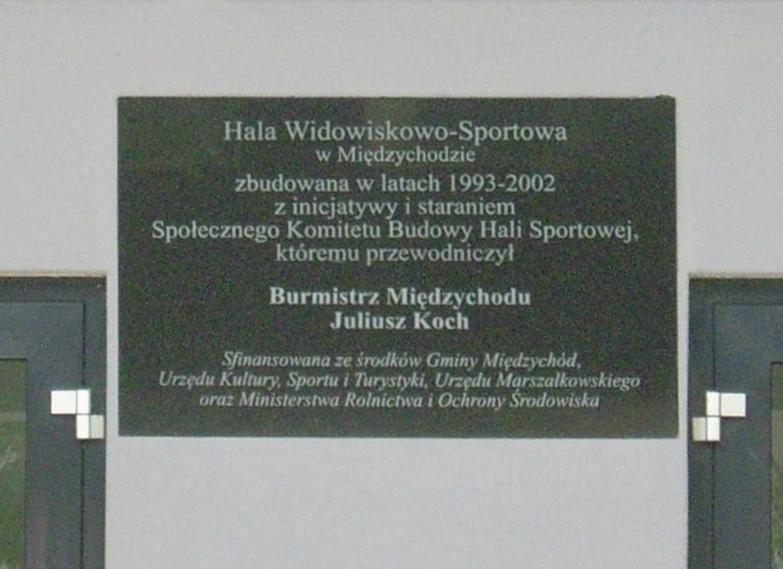 Hala Widowiskowo-Sportowa
w Międzychodzie
zbudowana w latach 1993-2002
z inicjatywy i staraniem
Społecznego Komitetu Budowy Hali Sportowej,
któremu przewodniczył
Burmistrz Międzychodu
Juliusz Koch
Sfinansowana ze środków Gminy Międzychód,
Urzędu Kultury, Sportu i Turystyki, Urzędu Marszałkowskiego
oraz Ministerstwa Rolnictwa i Ochrony Środowiska